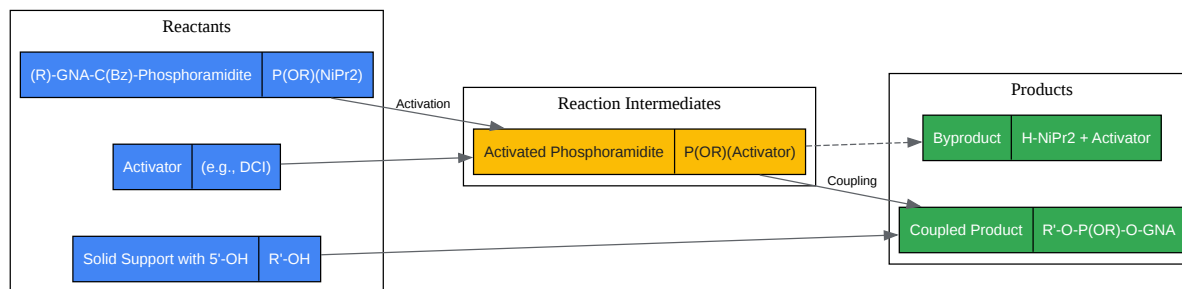 Reactants
(R)-GNA-C(Bz)-Phosphoramidite P(OR)(NiPr2)
Activator (e.g., DCI)
Solid Support with 5'-OH R'-OH
Activation
Reaction Intermediates
Activated Phosphoramidite P(OR)(Activator)
Coupling
Products
Byproduct H-NiPr2 + Activator
Coupled Product R'-O-P(OR)-O-GNA